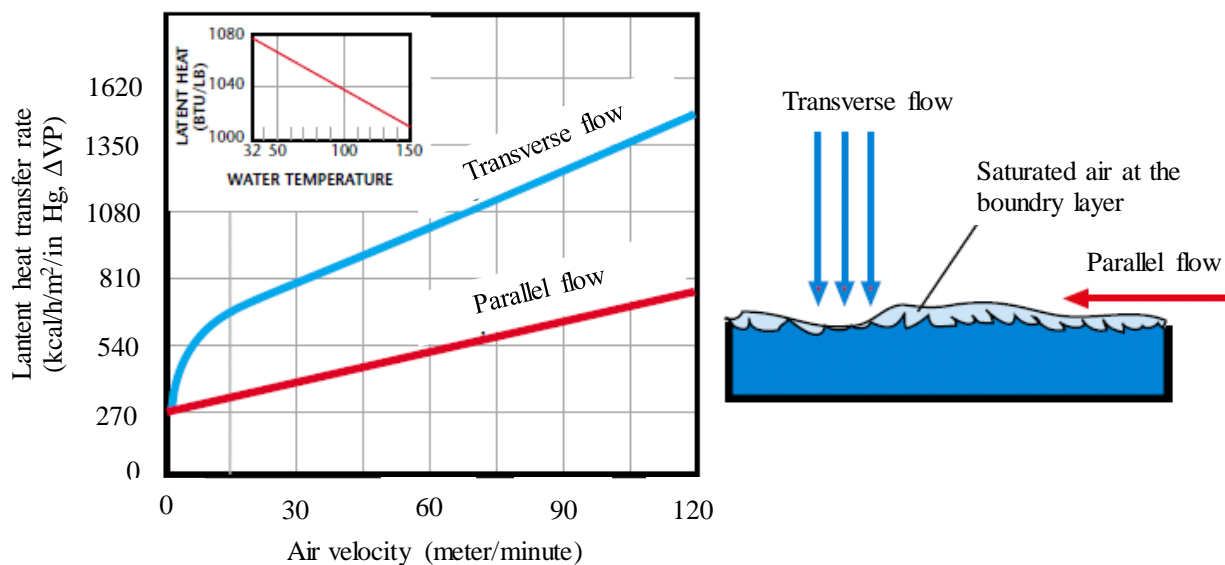 Lantent heat transfer rate
(kcal/h/m²/in Hg, ΔVP)
1620
1350
1080
810
540
270
0
LATENT HEAT
(BTU/LB)
1080
1040
1000
32 50 100 150
WATER TEMPERATURE
Transverse flow
Parallel flow
0 30 60 90 120
Air velocity (meter/minute)
Transverse flow
Saturated air at the
boundry layer
Parallel flow